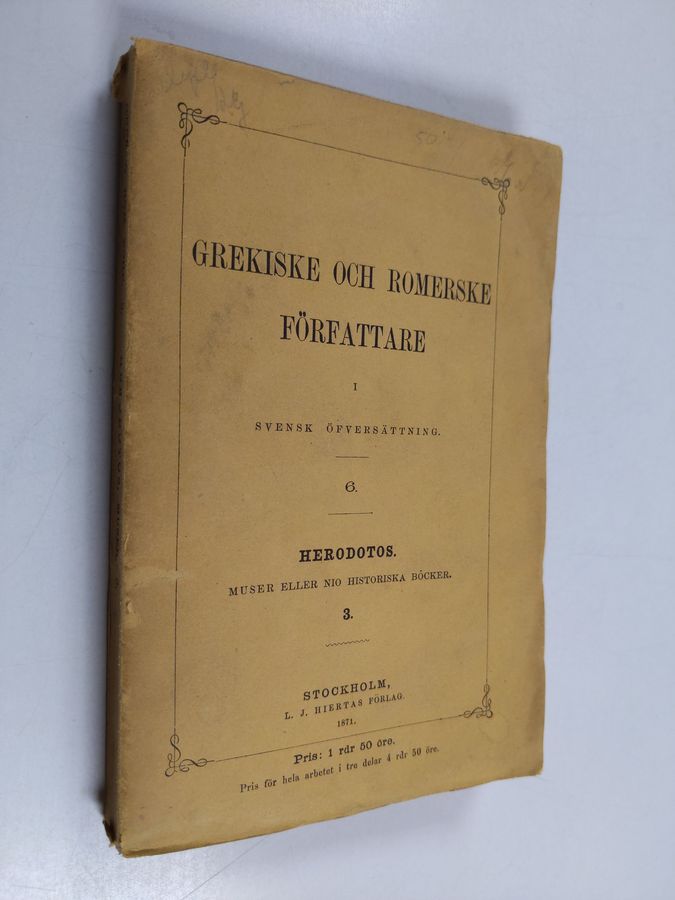 GREKISKE OCH ROMERSKE
FÖRFATTARE
I
SVENSK ÖFVERSÄTTNING.
6.
HERODOTOS.
MUSER ELLER NIO HISTORISKA BÖCKER.
3.
STOCKHOLM,
L. J. HIERTAS FÖRLAG.
1871.
Pris: 1 rdr 50 öre.
Pris för hela arbetet i tre delar 4 rdr 50 öre.